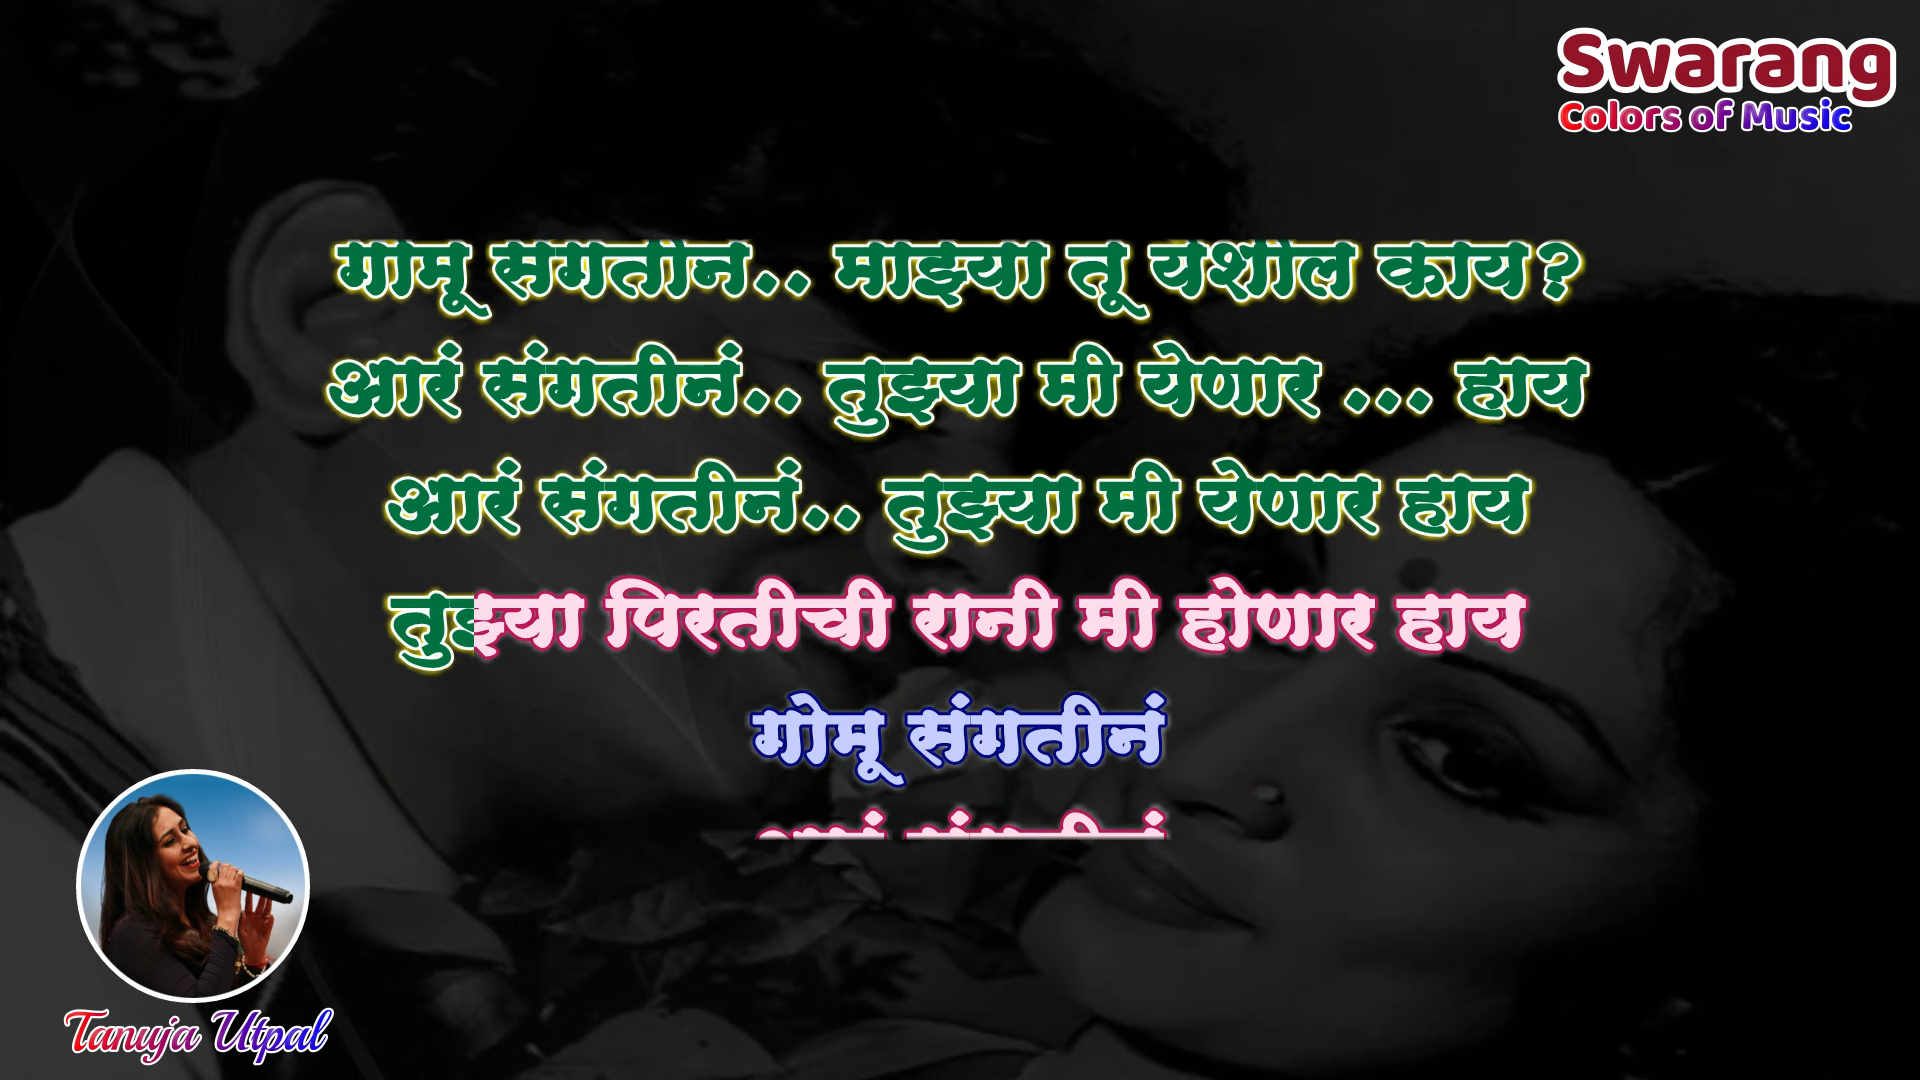 Swarang
Colors of Music
गोमू संगतीनं.. माझ्या तू येशील काय?
आरं संगतीनं.. तुझ्या मी येणार ... हाय
आरं संगतीनं.. तुझ्या मी येणार हाय
तुझ्या पिरतीची रानी मी होणार हाय
गोमू संगतीनं
Tanuja Utpal